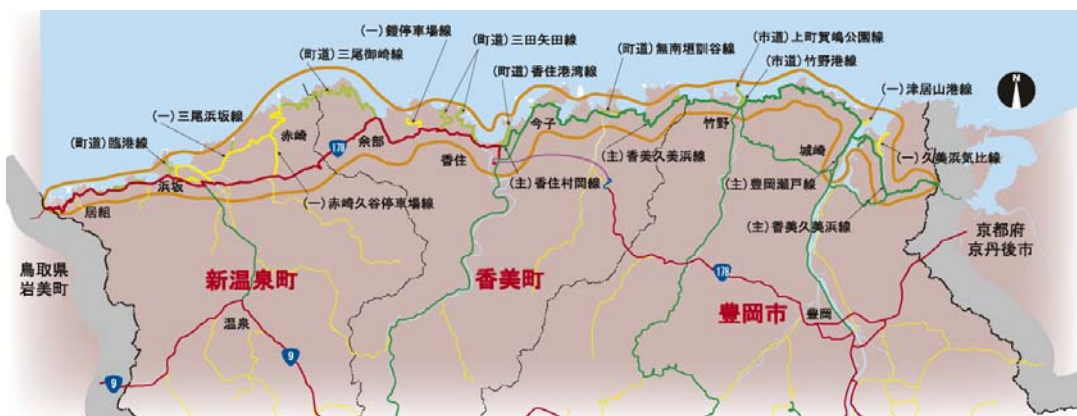 (一)鎧停車場線
(町道)三田矢田線
(市道)上町賀嶋公園線
(町道)三尾御崎線
(町道)無南垣訓谷線
(市道)竹野港線
(町道)香住港湾線
N
(一)津居山港線
(一)三尾浜坂線
赤崎
余部
今子
竹野
178
(町道)臨港線
香住
(主)香美久美浜線
城崎
(一)久美浜気比線
浜坂
(主)香住村岡線
(主)豊岡瀬戸線
居組
(一)赤崎久谷停車場線
(主)香美久美浜線
京都府
京丹後市
鳥取県
岩美町
新温泉町
香美町
178
豊岡市
豊岡
温泉
9
9